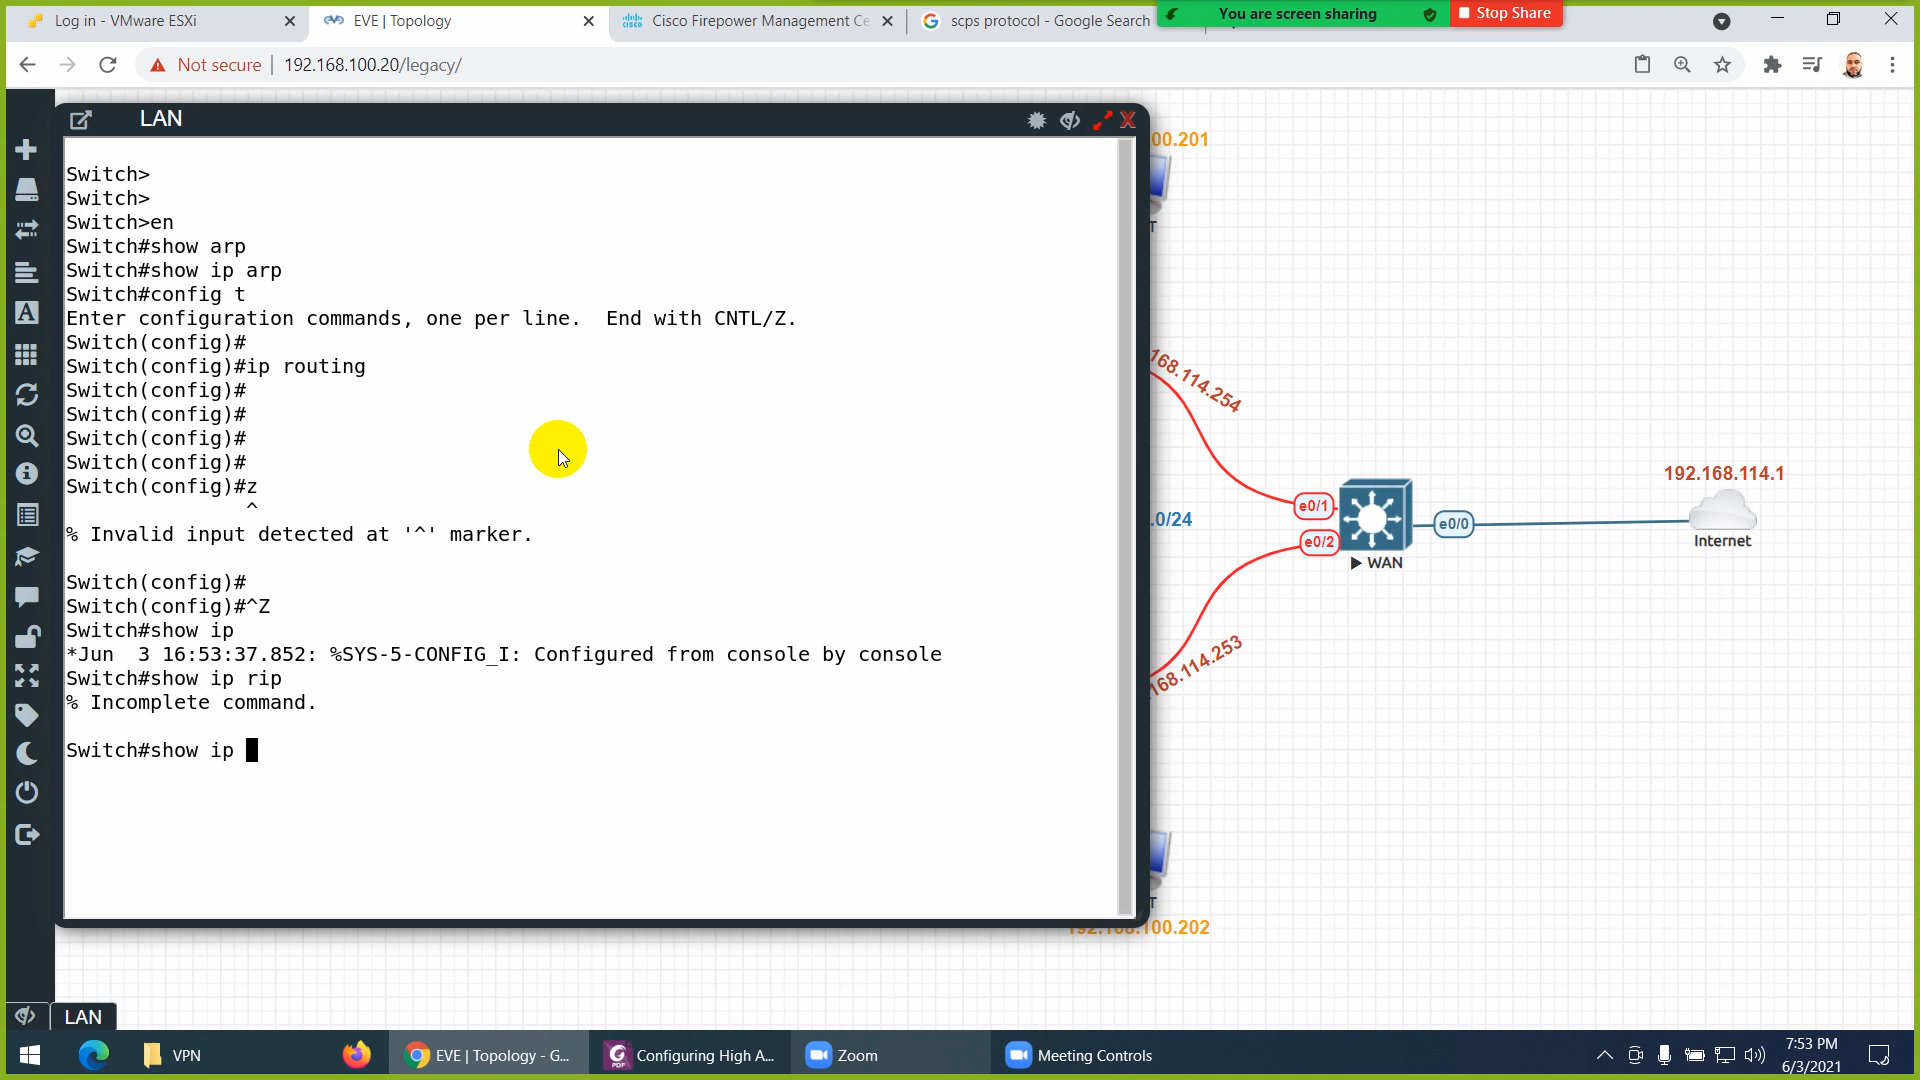 Log in - VMware ESXi
EVE | Topology
Cisco Firepower Management Ce
scps protocol - Google Search
You are screen sharing
Stop Share
Not secure
192.168.100.20/legacy/
LAN
X
Switch>
Switch>
Switch>en
Switch#show arp
Switch#show ip arp
Switch#config t
Enter configuration commands, one per line.  End with CNTL/Z.
Switch(config)#
Switch(config)#ip routing
Switch(config)#
Switch(config)#
Switch(config)#
Switch(config)#
Switch(config)#z
^
% Invalid input detected at '^' marker.
Switch(config)#
Switch(config)#^Z
Switch#show ip
*Jun  3 16:53:37.852: %SYS-5-CONFIG_I: Configured from console by console
Switch#show ip rip
% Incomplete command.
Switch#show ip
00.201
T
168.114.254
.0/24
e0/1
e0/2
e0/0
WAN
192.168.114.1
Internet
168.114.253
T
192.168.100.202
LAN
VPN
EVE | Topology - G...
Configuring High A...
Zoom
Meeting Controls
7:53 PM
6/3/2021